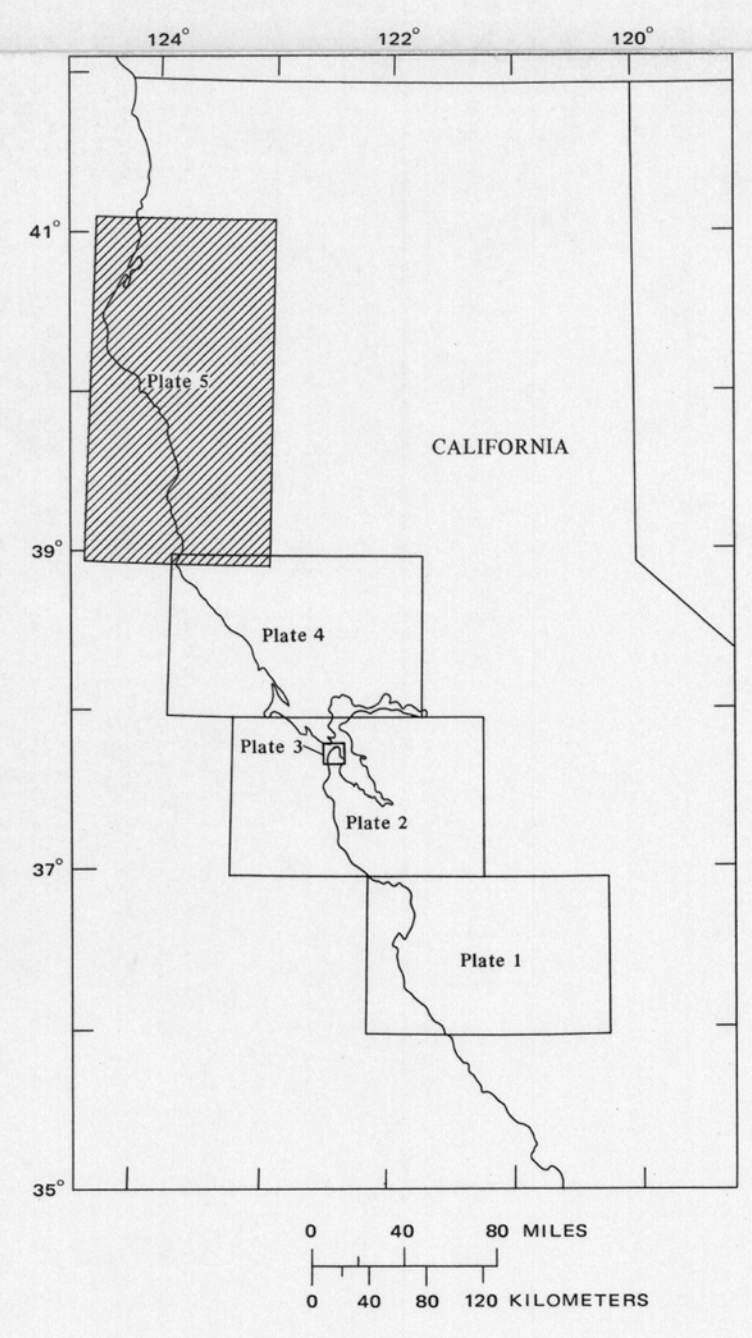 124° 122° 120°
41°
Plate 5
CALIFORNIA
39°
Plate 4
Plate 3
Plate 2
37°
Plate 1
35°
0 40 80 MILES
0 40 80 120 KILOMETERS